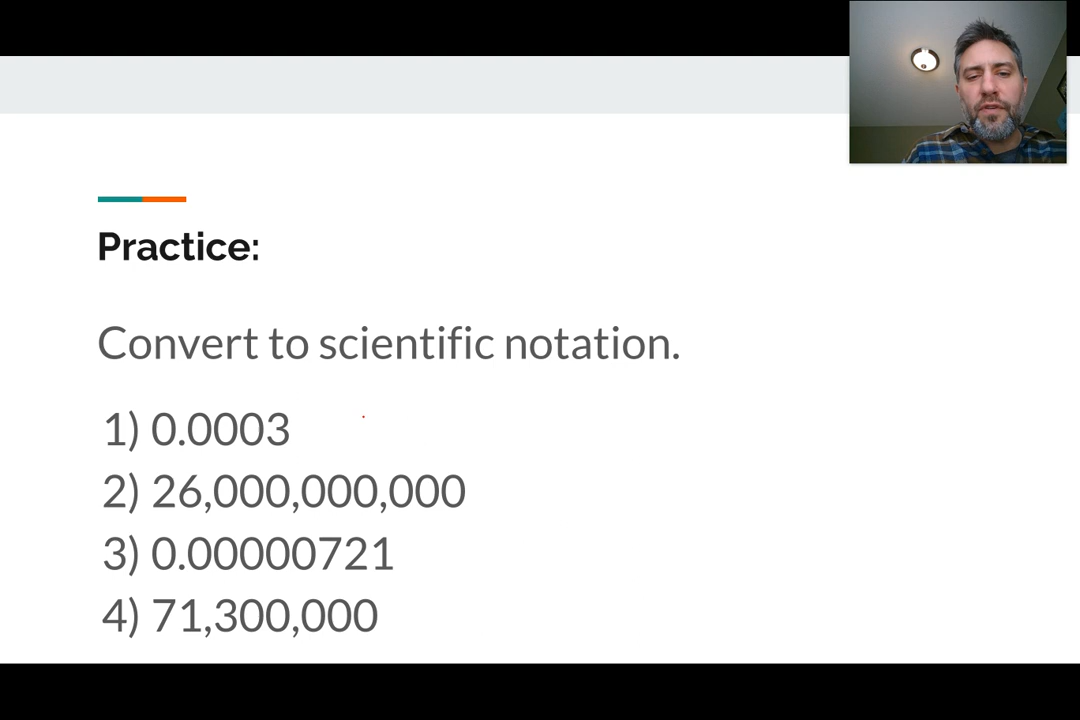 Practice:
Convert to scientific notation.
1) 0.0003
2) 26,000,000,000
3) 0.00000721
4) 71,300,000